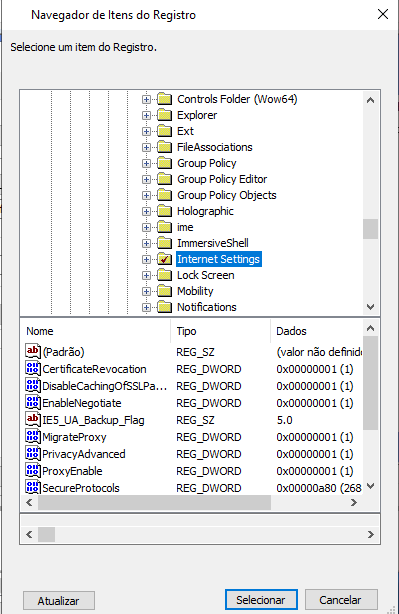 Navegador de Itens do Registro
Selecione um item do Registro.
Controls Folder (Wow64)
Explorer
Ext
FileAssociations
Group Policy
Group Policy Editor
Group Policy Objects
Holographic
ime
ImmersiveShell
Internet Settings
Lock Screen
Mobility
Notifications
Nome Tipo Dados
(Padrão) REG_SZ (valor não definido
CertificateRevocation REG_DWORD 0x00000001 (1)
DisableCachingOfSSLPa... REG_DWORD 0x00000001 (1)
EnableNegotiate REG_DWORD 0x00000001 (1)
IE5_UA_Backup_Flag REG_SZ 5.0
MigrateProxy REG_DWORD 0x00000001 (1)
PrivacyAdvanced REG_DWORD 0x00000001 (1)
ProxyEnable REG_DWORD 0x00000001 (1)
SecureProtocols REG_DWORD 0x00000a80 (268
Atualizar Selecionar Cancelar